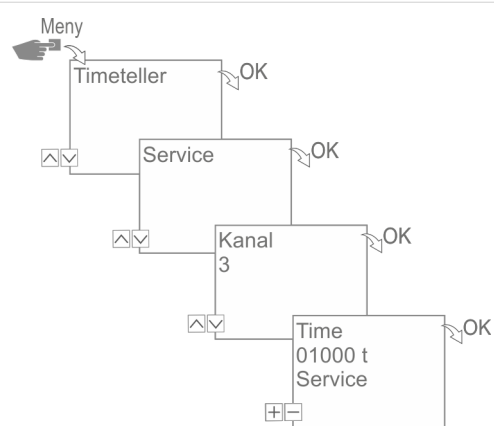 Meny
Timeteller
OK
Service
OK
Kanal
3
OK
Time
01000 t
Service
OK